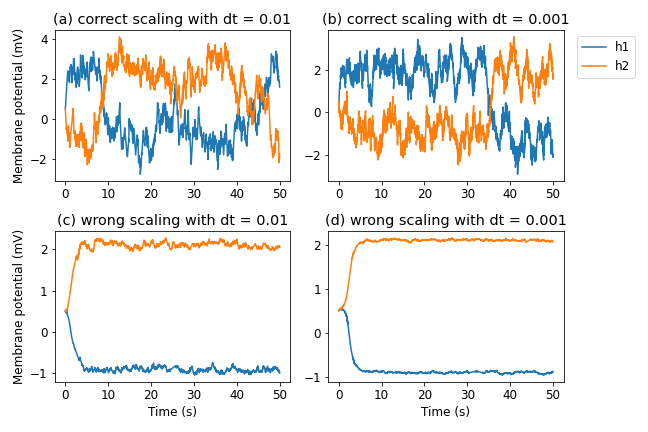 (a) correct scaling with dt = 0.01
(b) correct scaling with dt = 0.001
Membrane potential (mV)
4
2
0
−2
0 10 20 30 40 50
2
0
−2
0 10 20 30 40 50
h1
h2
(c) wrong scaling with dt = 0.01
(d) wrong scaling with dt = 0.001
Membrane potential (mV)
2
1
0
−1
0 10 20 30 40 50
Time (s)
2
1
0
−1
0 10 20 30 40 50
Time (s)